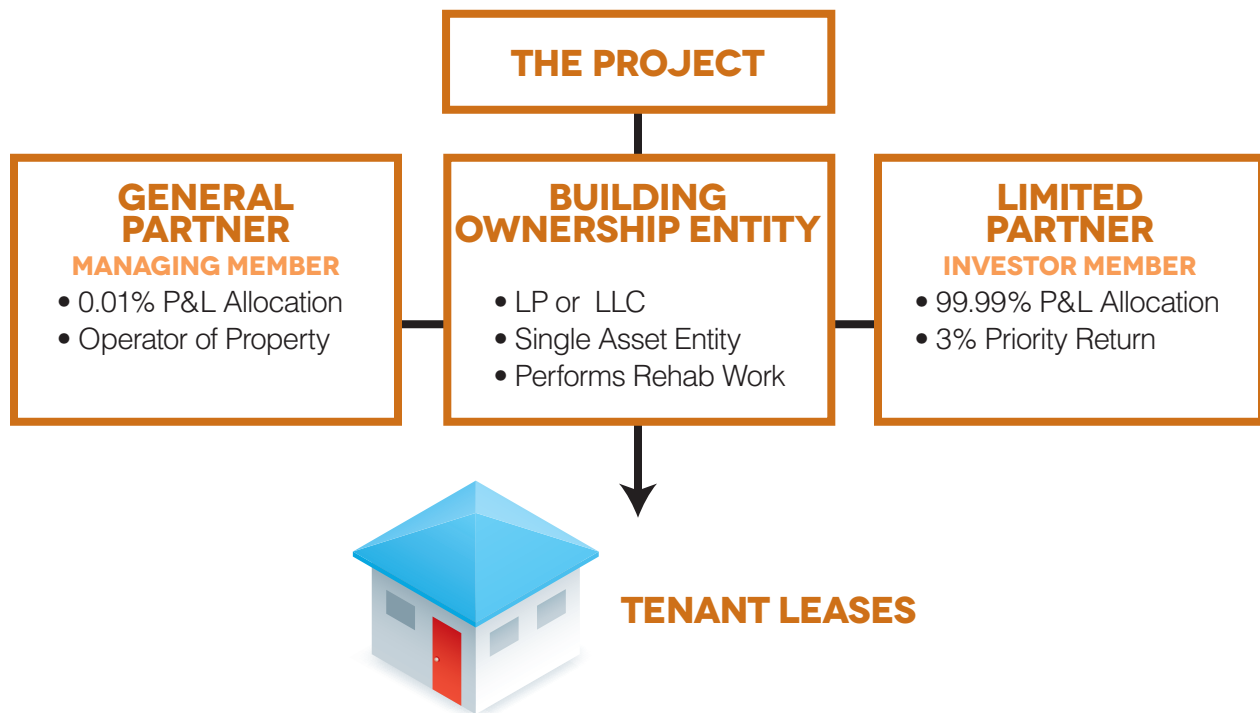 THE PROJECT
GENERAL
PARTNER
MANAGING MEMBER
• 0.01% P&L Allocation
• Operator of Property
BUILDING
OWNERSHIP ENTITY
• LP or LLC
• Single Asset Entity
• Performs Rehab Work
LIMITED
PARTNER
INVESTOR MEMBER
• 99.99% P&L Allocation
• 3% Priority Return
TENANT LEASES